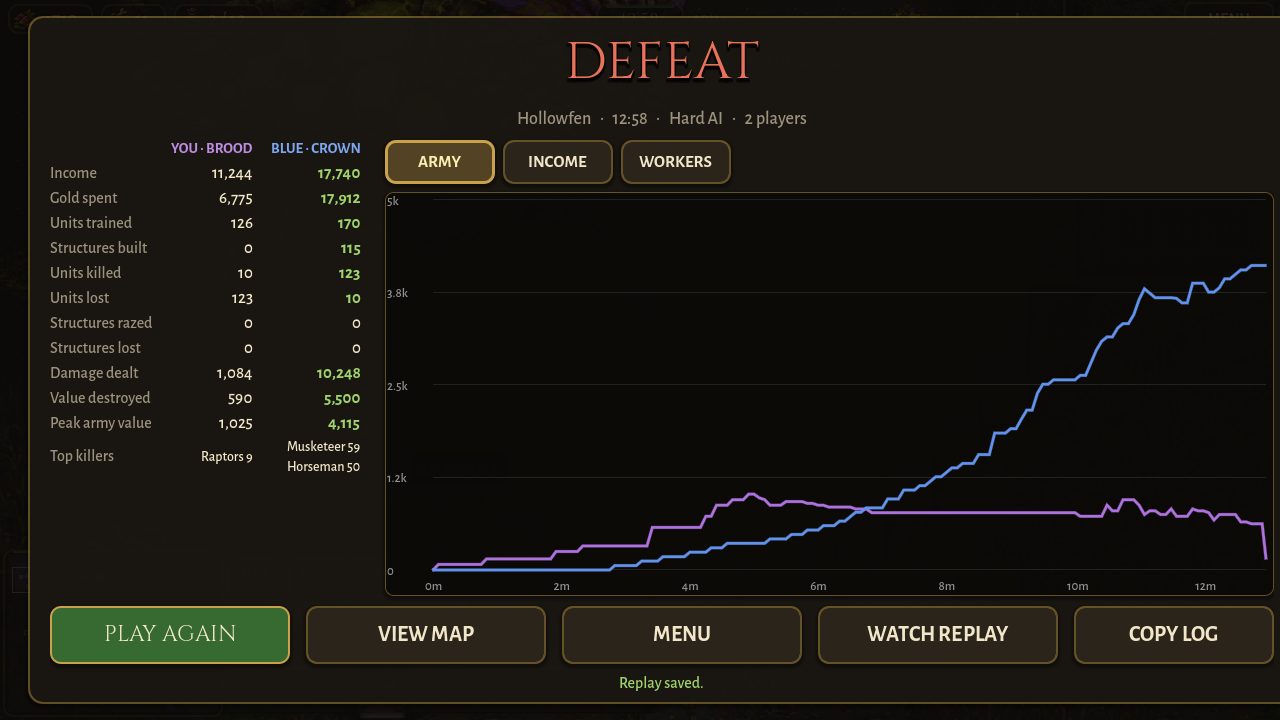 DEFEAT
Hollowfen · 12:58 · Hard AI · 2 players
YOU · BROOD BLUE · CROWN
Income 11,244 17,740
Gold spent 6,775 17,912
Units trained 126 170
Structures built 0 115
Units killed 10 123
Units lost 123 10
Structures razed 0 0
Structures lost 0 0
Damage dealt 1,084 10,248
Value destroyed 590 5,500
Peak army value 1,025 4,115
Top killers Raptors 9 Musketeer 59
Horseman 50
ARMY INCOME WORKERS
5k
3.8k
2.5k
1.2k
0
0m 2m 4m 6m 8m 10m 12m
PLAY AGAIN VIEW MAP MENU WATCH REPLAY COPY LOG
Replay saved.